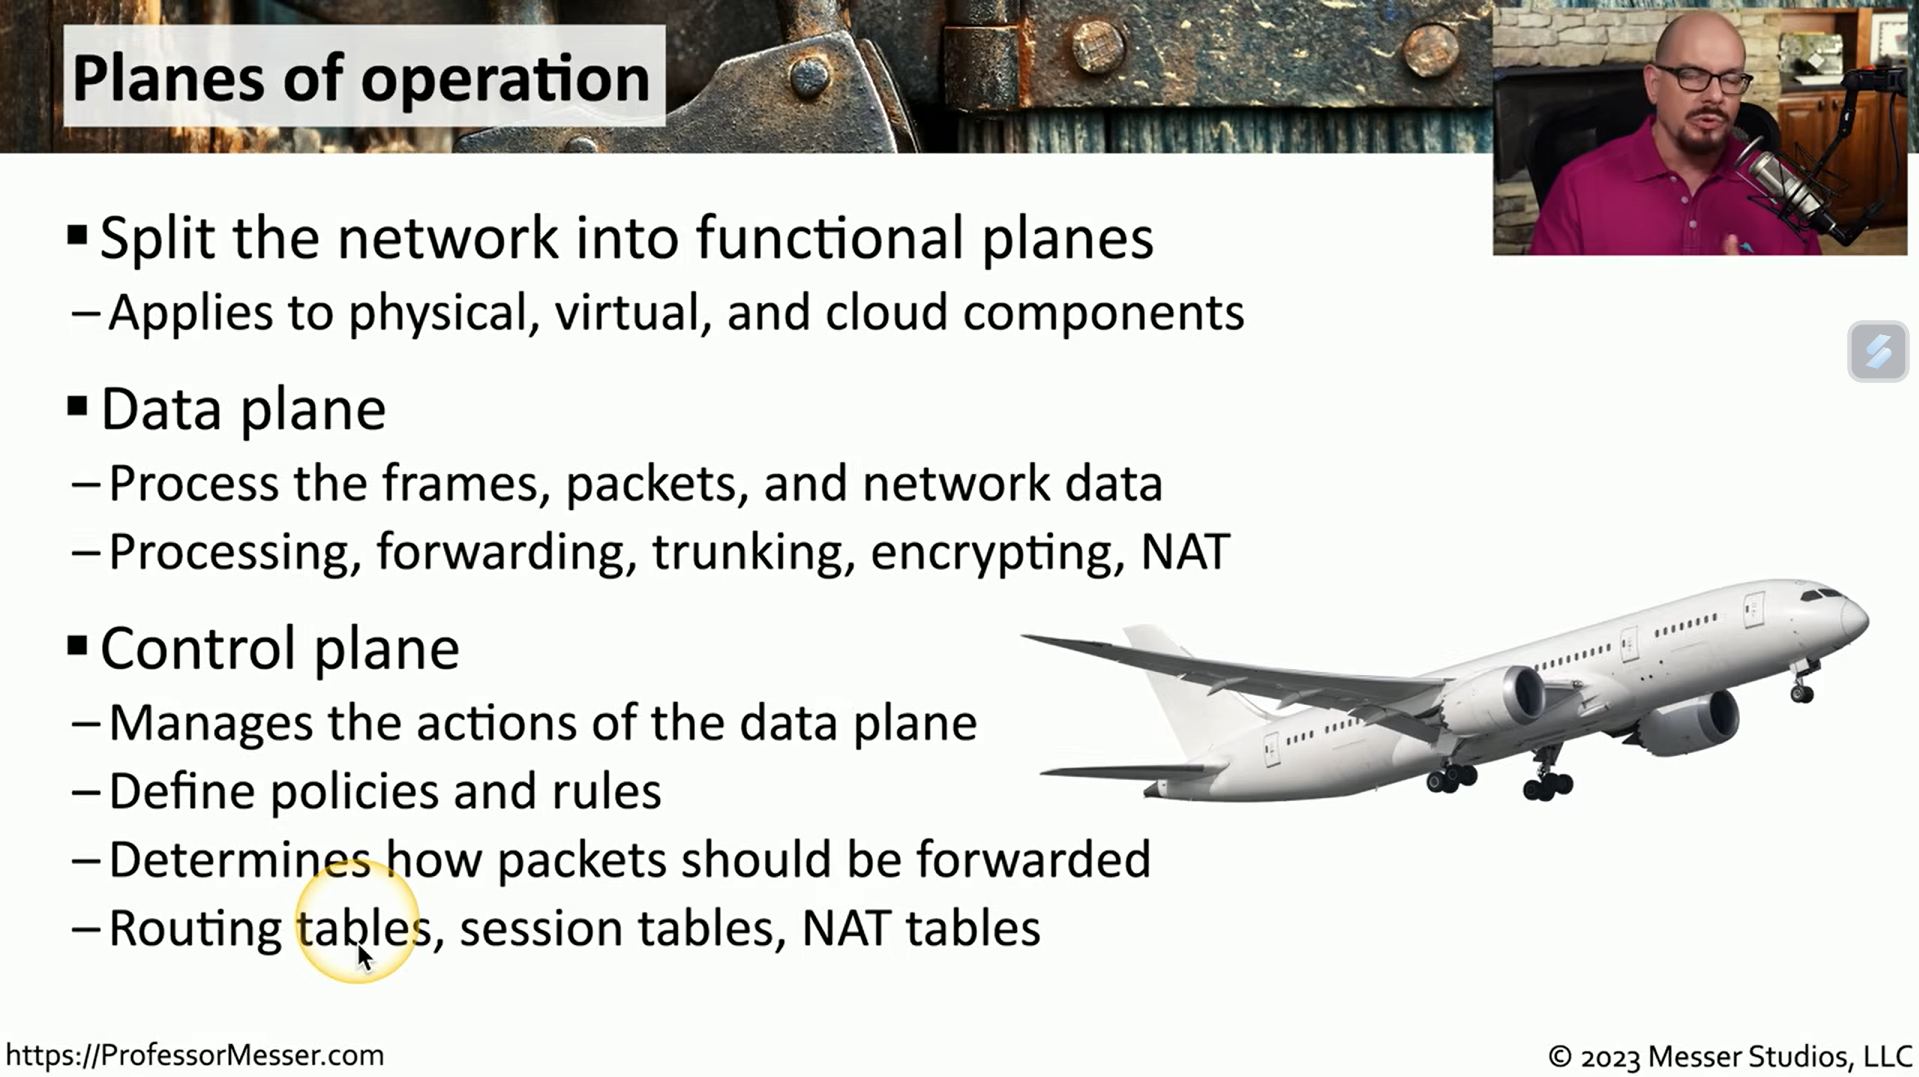 Planes of operation
▪ Split the network into functional planes
– Applies to physical, virtual, and cloud components
▪ Data plane
– Process the frames, packets, and network data
– Processing, forwarding, trunking, encrypting, NAT
▪ Control plane
– Manages the actions of the data plane
– Define policies and rules
– Determines how packets should be forwarded
– Routing tables, session tables, NAT tables
https://ProfessorMesser.com
© 2023 Messer Studios, LLC